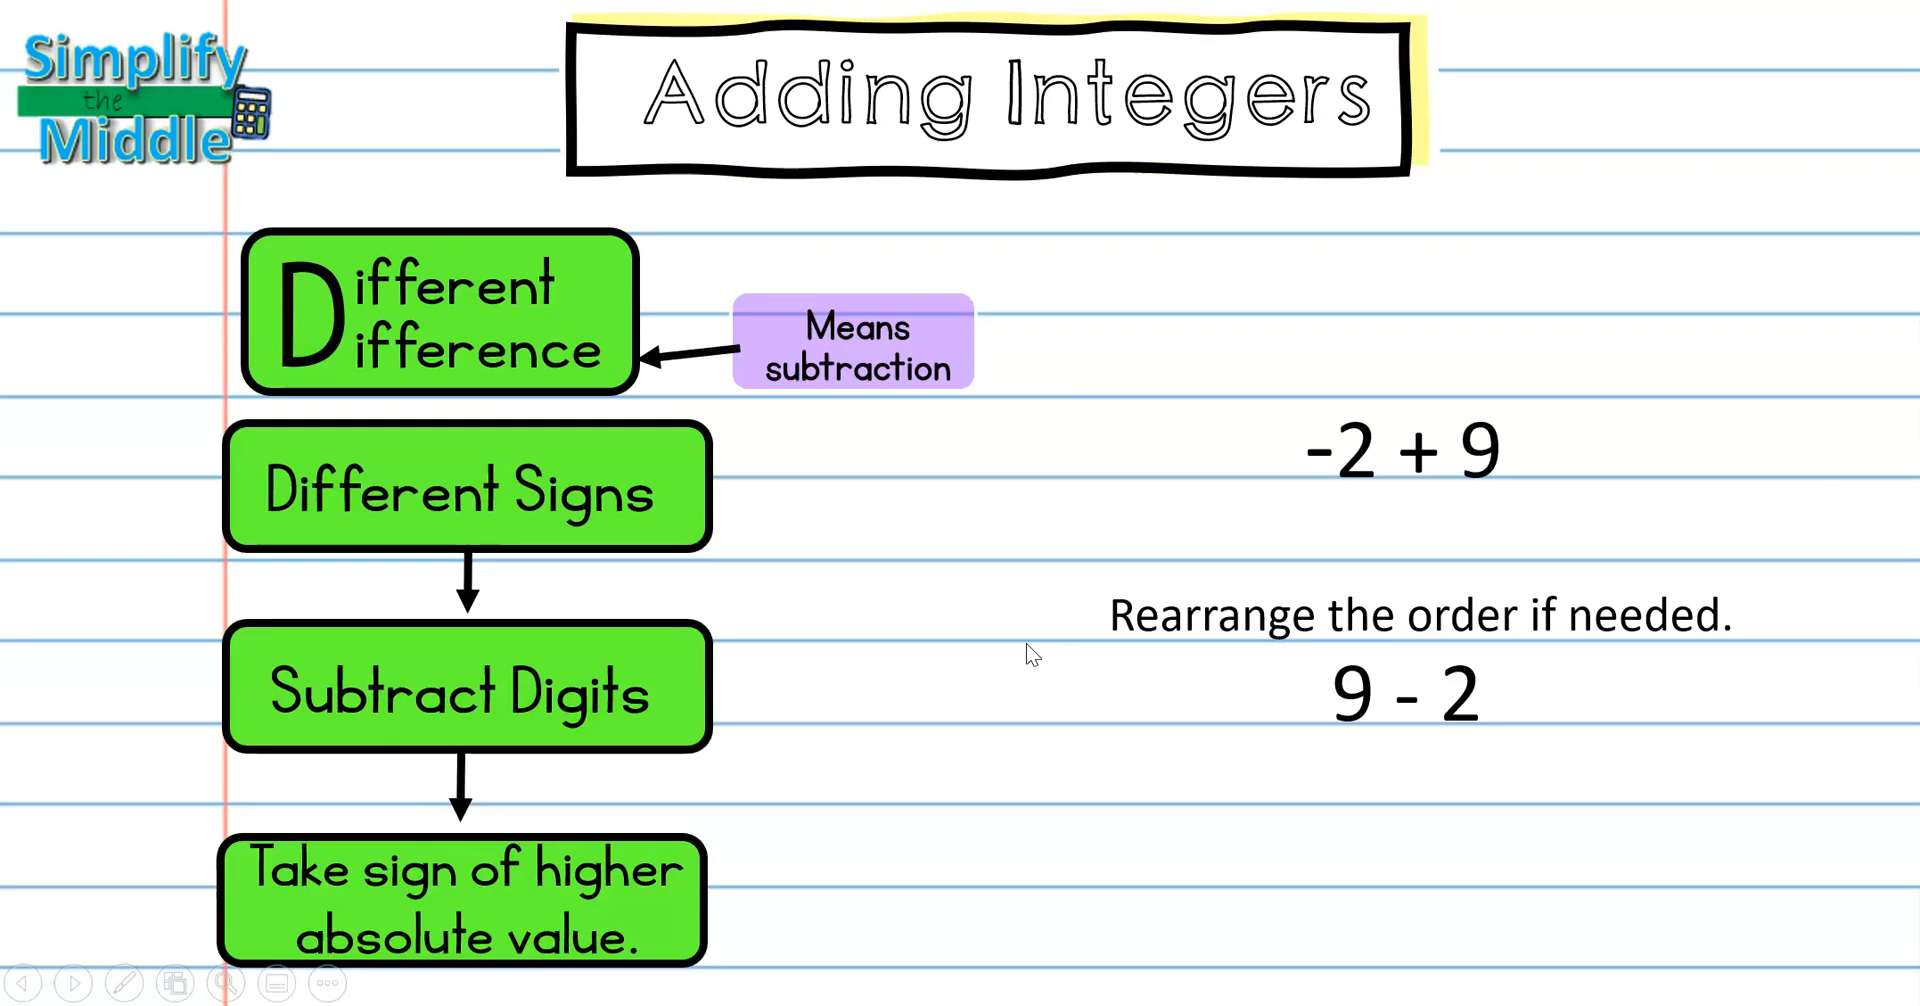 Simplify
the
Middle
Adding Integers
Different
Difference
Means
subtraction
Different Signs
-2 + 9
Rearrange the order if needed.
Subtract Digits
9 - 2
Take sign of higher
absolute value.